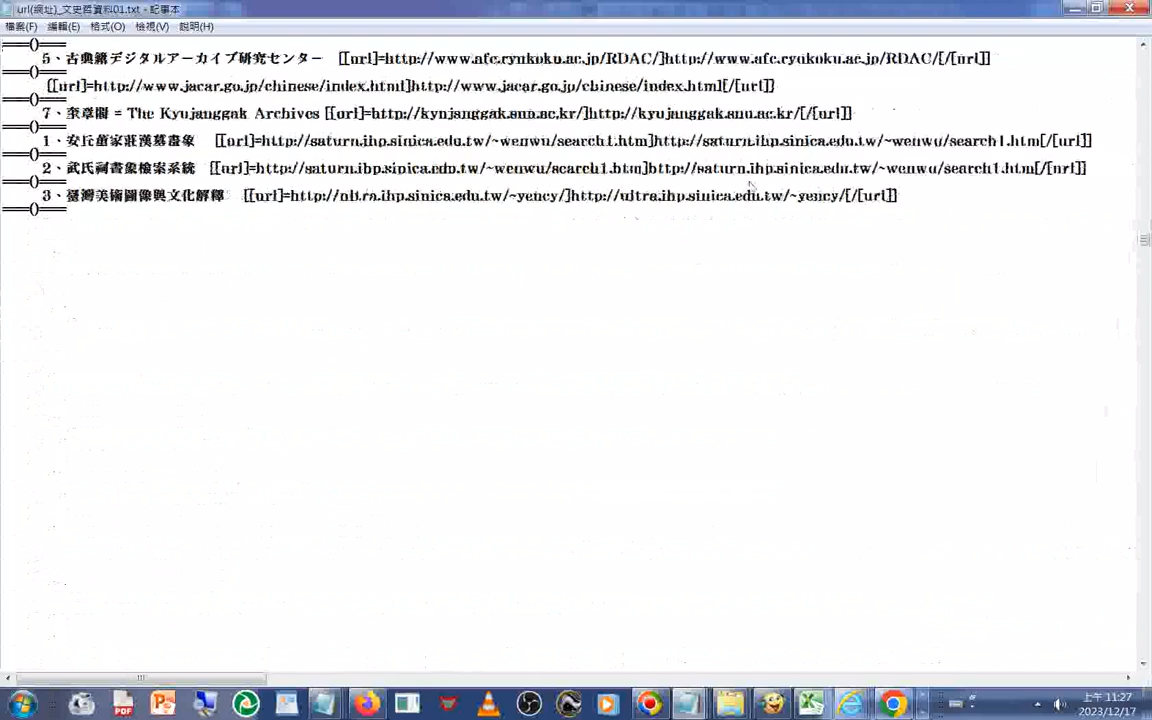 url(網址)_文史哲資料01.txt - 記事本
檔案(F) 編輯(E) 格式(O) 檢視(V) 說明(H)
====()====
5、古典籍デジタルアーカイブ研究センター [[url]=http://www.afc.ryukoku.ac.jp/RDAC/]http://www.afc.ryukoku.ac.jp/RDAC/[/[url]]
====()====
[[url]=http://www.jacar.go.jp/chinese/index.html]http://www.jacar.go.jp/chinese/index.html[/[url]]
====()====
7、奎章閣 = The Kyujanggak Archives [[url]=http://kyujanggak.snu.ac.kr/]http://kyujanggak.snu.ac.kr/[/[url]]
====()====
1、安丘董家莊漢墓畫象 [[url]=http://saturn.ihp.sinica.edu.tw/~wenwu/search1.htm]http://saturn.ihp.sinica.edu.tw/~wenwu/search1.htm[/[url]]
====()====
2、武氏祠畫象檢案系統 [[url]=http://saturn.ihp.sinica.edu.tw/~wenwu/search1.htm]http://saturn.ihp.sinica.edu.tw/~wenwu/search1.htm[/[url]]
====()====
3、臺灣美術圖像與文化解釋 [[url]=http://ultra.ihp.sinica.edu.tw/~yency/]http://ultra.ihp.sinica.edu.tw/~yency/[/[url]]
====()====
上午 11:27
2023/12/17